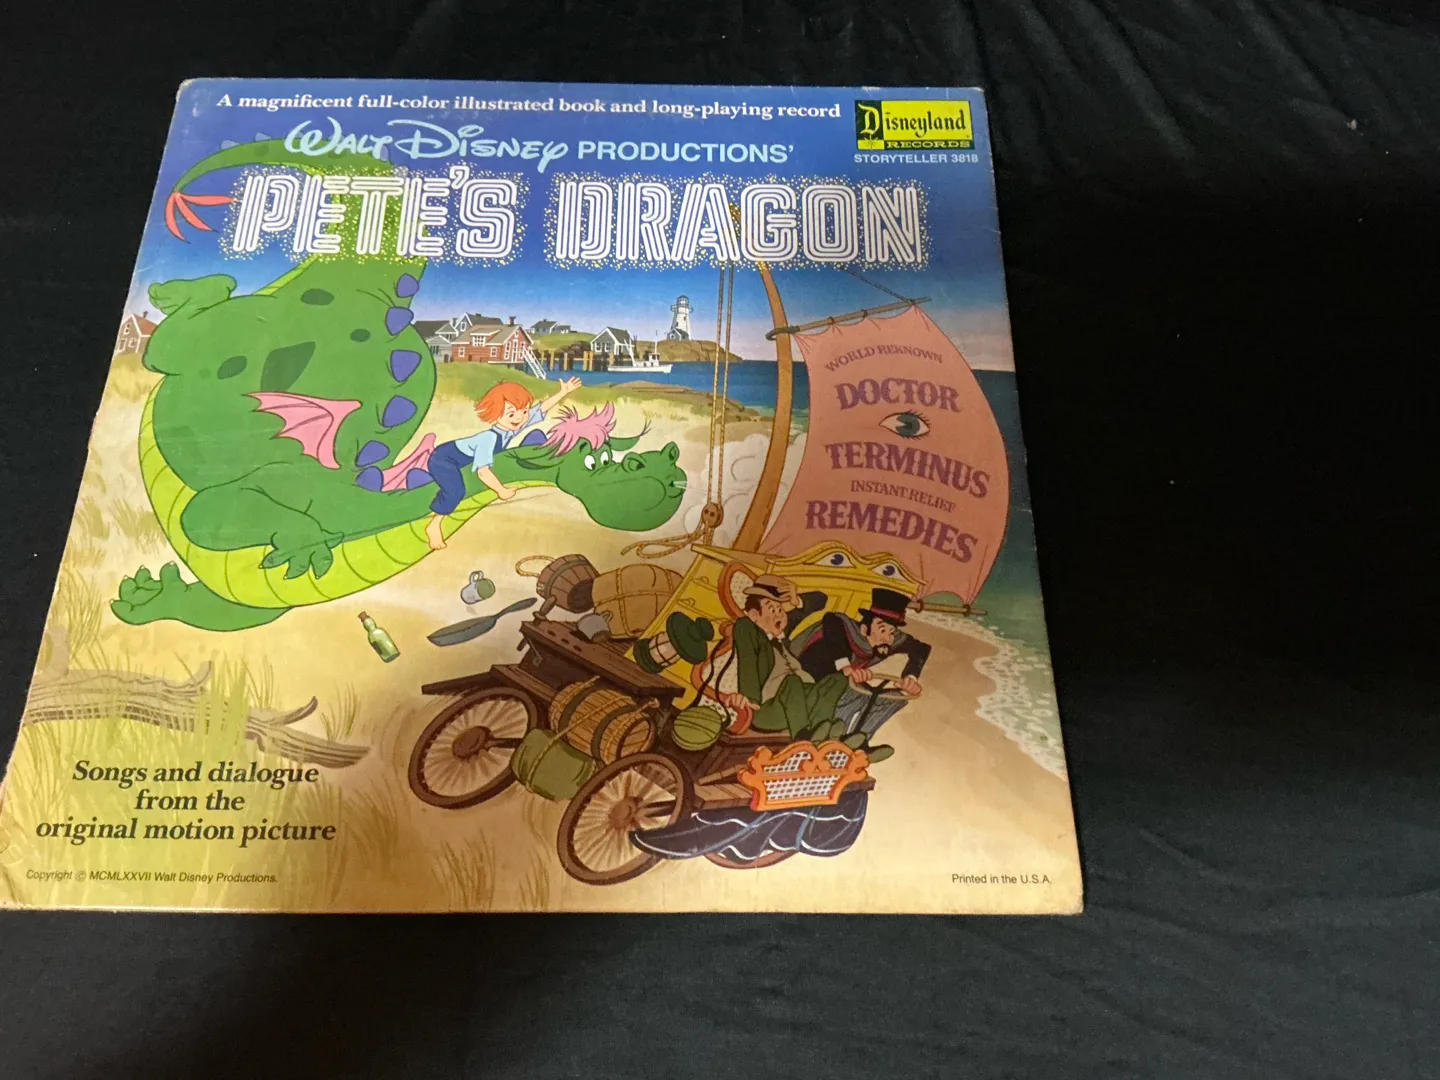 A magnificent full-color illustrated book and long-playing record
Disneyland
RECORDS
STORYTELLER 3818
WALT DISNEY PRODUCTIONS'
PETE'S DRAGON
WORLD REKNOWN
DOCTOR
TERMINUS
INSTANT RELIEF
REMEDIES
Songs and dialogue
from the
original motion picture
Copyright © MCMLXXVII Walt Disney Productions.
Printed in the U.S.A.